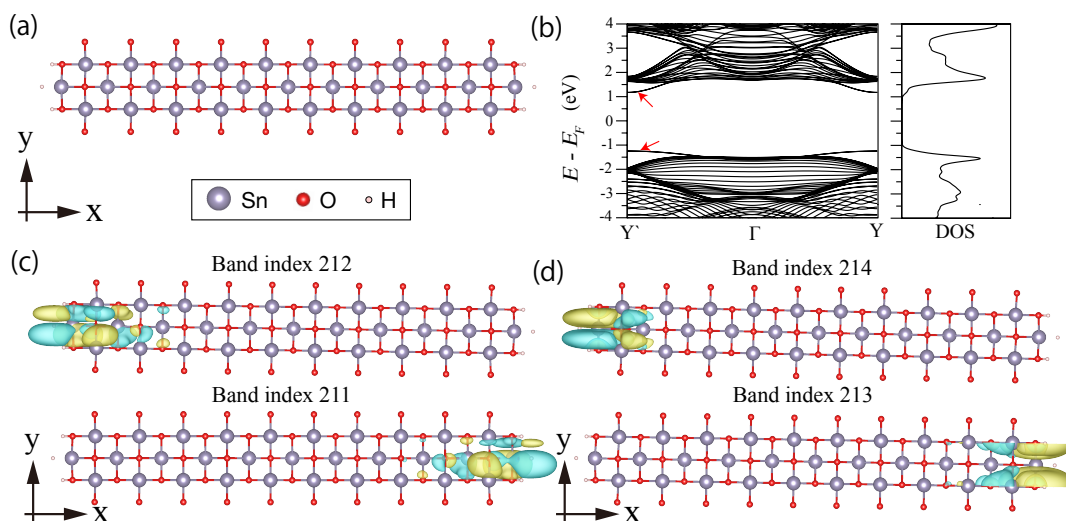 (a)
y
x
Sn O H
(b)
E - E_F (eV)
4
3
2
1
0
-1
-2
-3
-4
Y` Γ Y
DOS
(c)
Band index 212
Band index 211
y
x
(d)
Band index 214
Band index 213
y
x